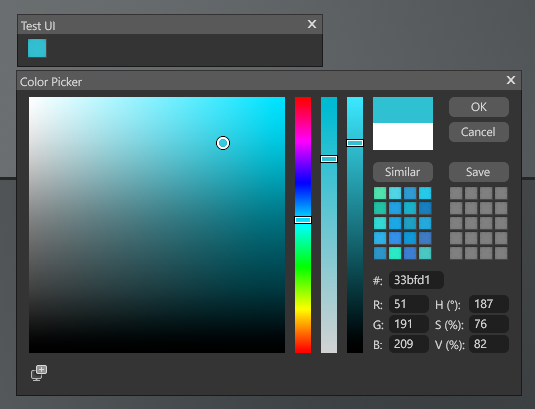 Test UI X
Color Picker X
OK
Cancel
Similar Save
#: 33bfd1
R: 51 H (°): 187
G: 191 S (%): 76
B: 209 V (%): 82